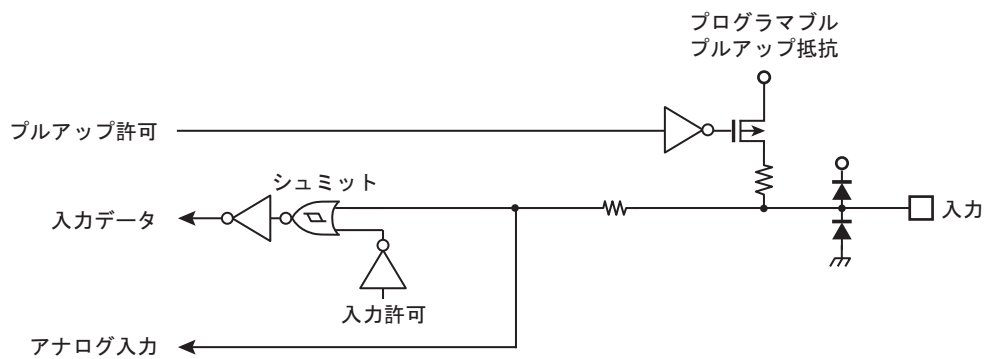 プログラマブル
プルアップ抵抗
プルアップ許可
シュミット
入力データ
入力
入力許可
アナログ入力